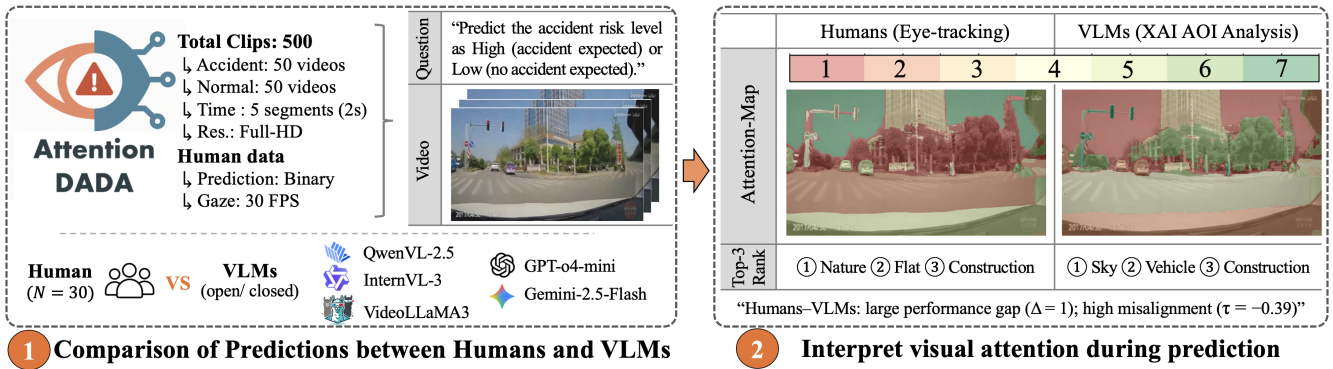 Attention
DADA
Total Clips: 500
↳ Accident: 50 videos
↳ Normal: 50 videos
↳ Time : 5 segments (2s)
↳ Res.: Full-HD
Human data
↳ Prediction: Binary
↳ Gaze: 30 FPS
Question
“Predict the accident risk level
as High (accident expected) or
Low (no accident expected).”
Video
Human
(N = 30)
VS
VLMs
(open/ closed)
QwenVL-2.5
InternVL-3
VideoLLaMA3
GPT-o4-mini
Gemini-2.5-Flash
1 Comparison of Predictions between Humans and VLMs
Humans (Eye-tracking)
VLMs (XAI AOI Analysis)
1 2 3 4 5 6 7
Attention-Map
Top-3
Rank
① Nature ② Flat ③ Construction
① Sky ② Vehicle ③ Construction
“Humans–VLMs: large performance gap (Δ = 1); high misalignment (τ = −0.39)”
2 Interpret visual attention during prediction